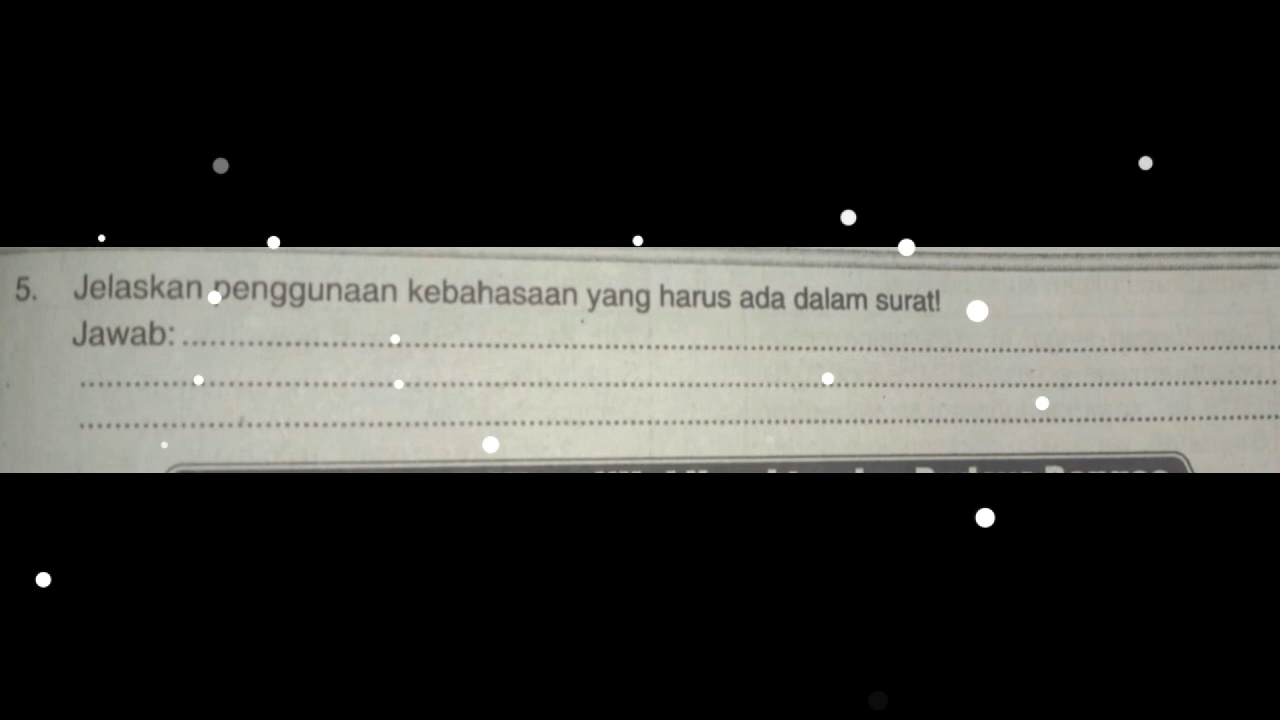 5. Jelaskan penggunaan kebahasaan yang harus ada dalam surat!
Jawab: ................................................................
................................................................
................................................................